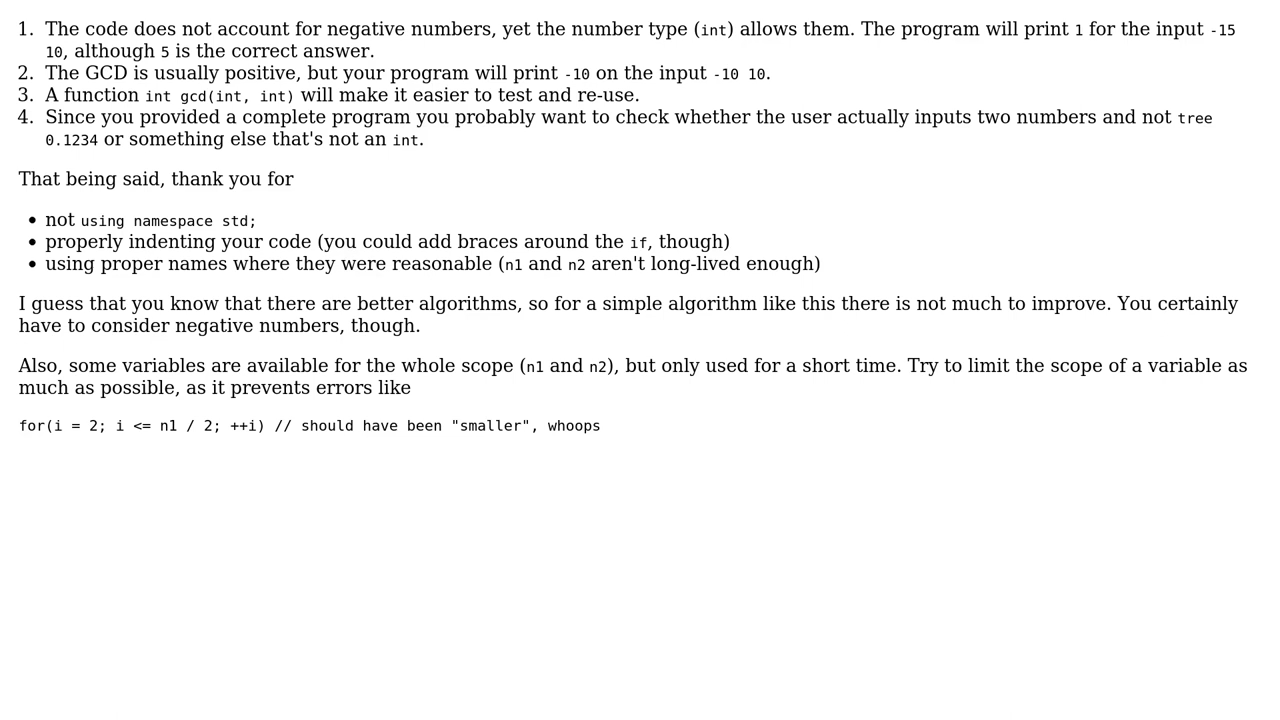 1. The code does not account for negative numbers, yet the number type (int) allows them. The program will print 1 for the input -15
10, although 5 is the correct answer.
2. The GCD is usually positive, but your program will print -10 on the input -10 10.
3. A function int gcd(int, int) will make it easier to test and re-use.
4. Since you provided a complete program you probably want to check whether the user actually inputs two numbers and not tree
0.1234 or something else that's not an int.
That being said, thank you for
• not using namespace std;
• properly indenting your code (you could add braces around the if, though)
• using proper names where they were reasonable (n1 and n2 aren't long-lived enough)
I guess that you know that there are better algorithms, so for a simple algorithm like this there is not much to improve. You certainly
have to consider negative numbers, though.
Also, some variables are available for the whole scope (n1 and n2), but only used for a short time. Try to limit the scope of a variable as
much as possible, as it prevents errors like
for(i = 2; i <= n1 / 2; ++i) // should have been "smaller", whoops